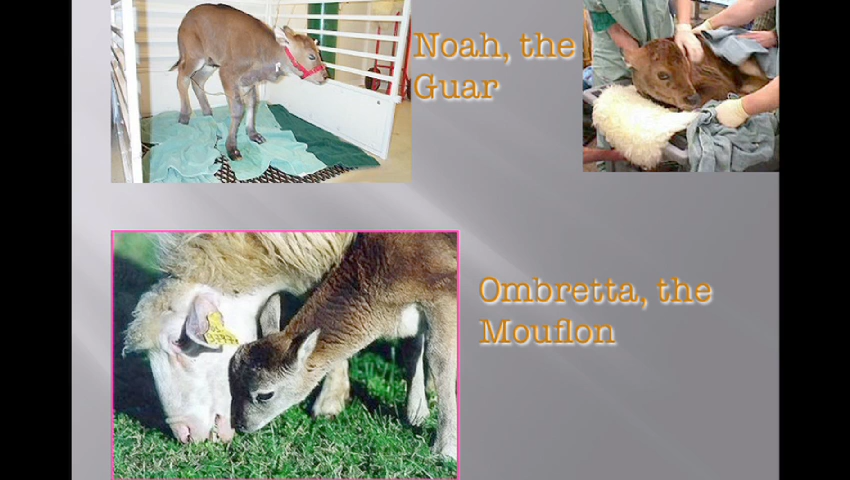 Noah, the
Guar
Ombretta, the
Mouflon